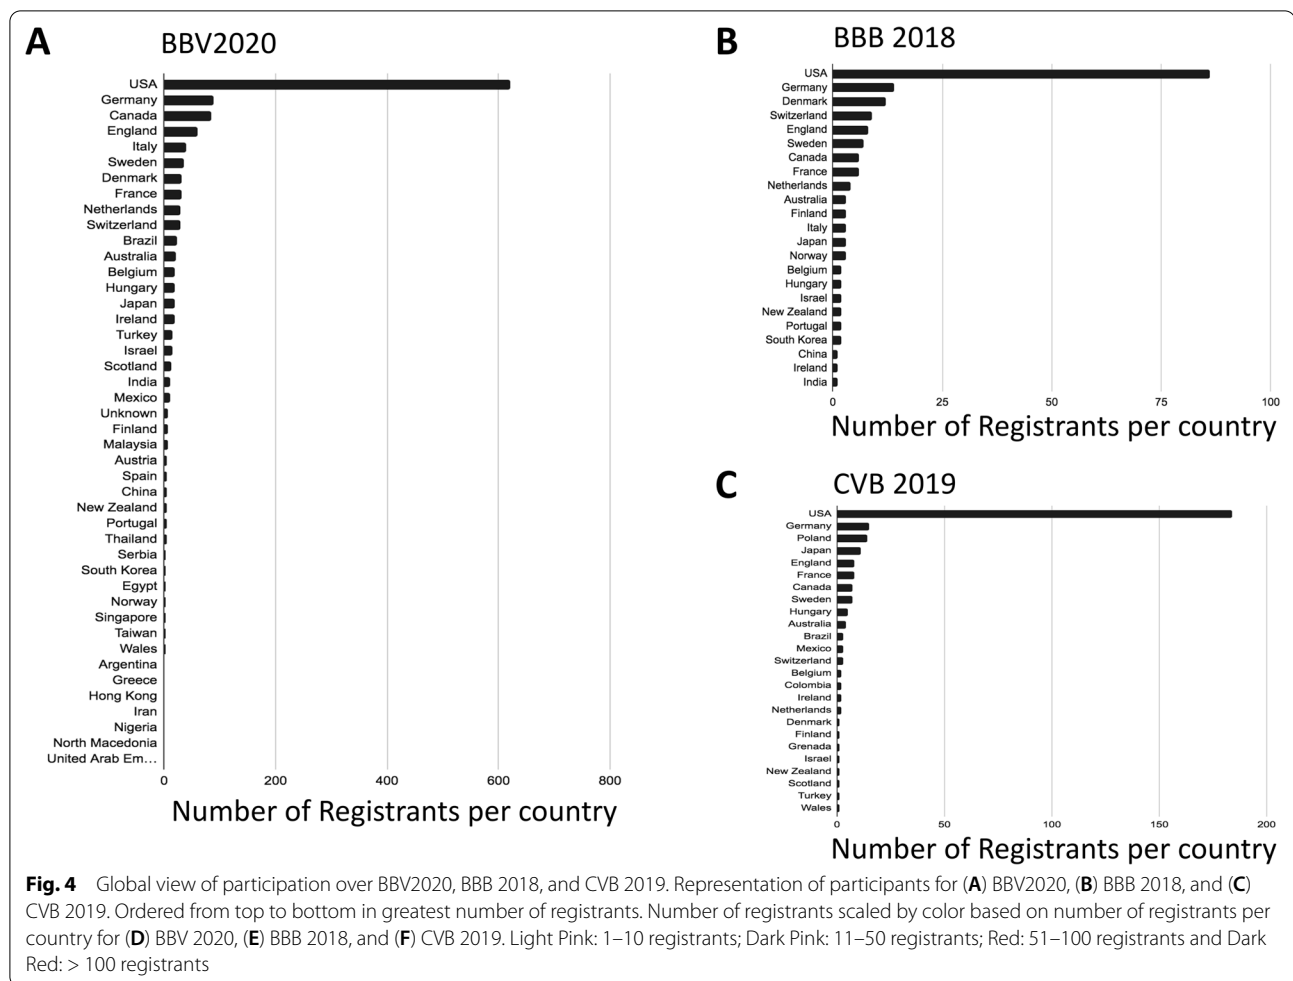 A
BBV2020
USA
Germany
Canada
England
Italy
Sweden
Denmark
France
Netherlands
Switzerland
Brazil
Australia
Belgium
Hungary
Japan
Ireland
Turkey
Israel
Scotland
India
Mexico
Unknown
Finland
Malaysia
Austria
Spain
China
New Zealand
Portugal
Thailand
Serbia
South Korea
Egypt
Norway
Singapore
Taiwan
Wales
Argentina
Greece
Hong Kong
Iran
Nigeria
North Macedonia
United Arab Em…
0 200 400 600 800
Number of Registrants per country
B
BBB 2018
USA
Germany
Denmark
Switzerland
England
Sweden
Canada
France
Netherlands
Australia
Finland
Italy
Japan
Norway
Belgium
Hungary
Israel
New Zealand
Portugal
South Korea
China
Ireland
India
0 25 50 75 100
Number of Registrants per country
C
CVB 2019
USA
Germany
Poland
Japan
England
France
Canada
Sweden
Hungary
Australia
Brazil
Mexico
Switzerland
Belgium
Colombia
Ireland
Netherlands
Denmark
Finland
Grenada
Israel
New Zealand
Scotland
Turkey
Wales
0 50 100 150 200
Number of Registrants per country
Fig. 4 Global view of participation over BBV2020, BBB 2018, and CVB 2019. Representation of participants for (A) BBV2020, (B) BBB 2018, and (C)
CVB 2019. Ordered from top to bottom in greatest number of registrants. Number of registrants scaled by color based on number of registrants per
country for (D) BBV 2020, (E) BBB 2018, and (F) CVB 2019. Light Pink: 1–10 registrants; Dark Pink: 11–50 registrants; Red: 51–100 registrants and Dark
Red: > 100 registrants